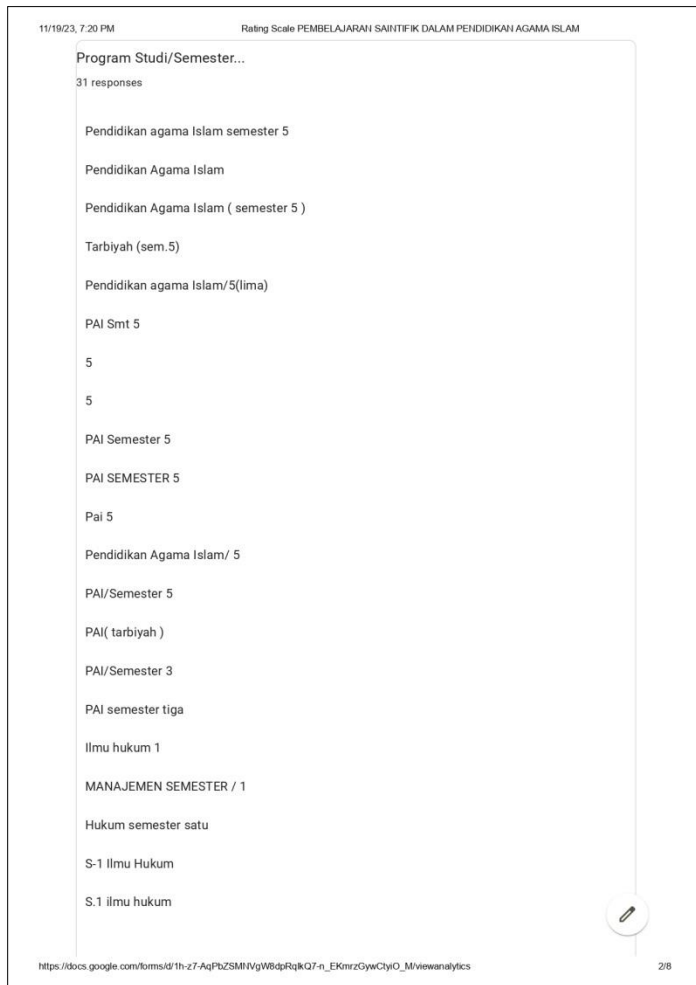 11/19/23, 7:20 PM Rating Scale PEMBELAJARAN SAINTIFIK DALAM PENDIDIKAN AGAMA ISLAM
Program Studi/Semester...
31 responses
Pendidikan agama Islam semester 5
Pendidikan Agama Islam
Pendidikan Agama Islam ( semester 5 )
Tarbiyah (sem.5)
Pendidikan agama Islam/5(lima)
PAI Smt 5
5
5
PAI Semester 5
PAI SEMESTER 5
Pai 5
Pendidikan Agama Islam/ 5
PAI/Semester 5
PAI( tarbiyah )
PAI/Semester 3
PAI semester tiga
Ilmu hukum 1
MANAJEMEN SEMESTER / 1
Hukum semester satu
S-1 Ilmu Hukum
S.1 ilmu hukum
https://docs.google.com/forms/d/1h-z7-AqPbZSMNVgW8dpRqIkQ7-n_EKmrzGywCtyiO_M/viewanalytics 2/8